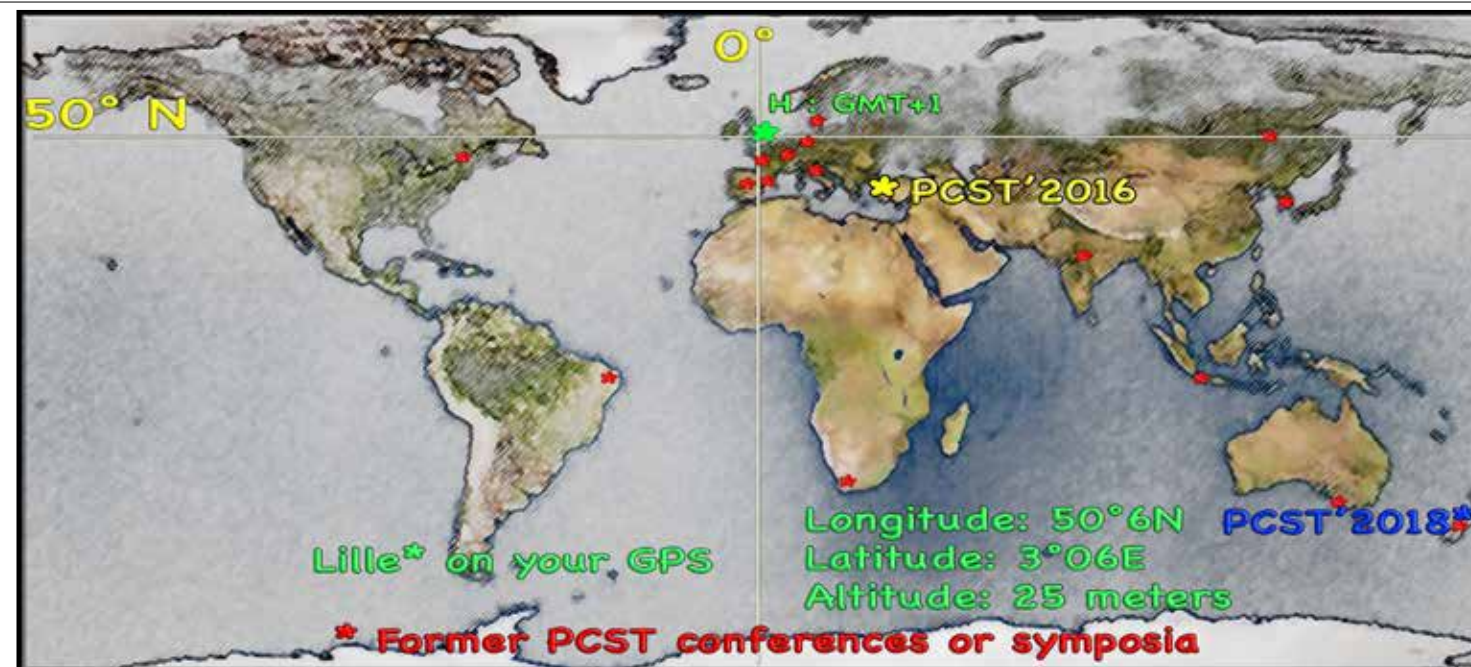 0°
50° N
H : GMT+1
* PCST'2016
Longitude: 50°6N
PCST'2018*
Lille* on your GPS
Latitude: 3°06E
Altitude: 25 meters
* Former PCST conferences or symposia